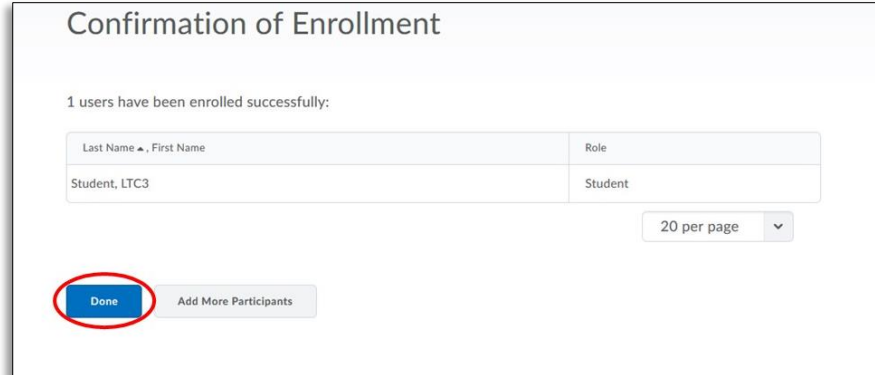 Confirmation of Enrollment
1 users have been enrolled successfully:
Last Name ▲, First Name
Role
Student, LTC3
Student
20 per page
Done
Add More Participants